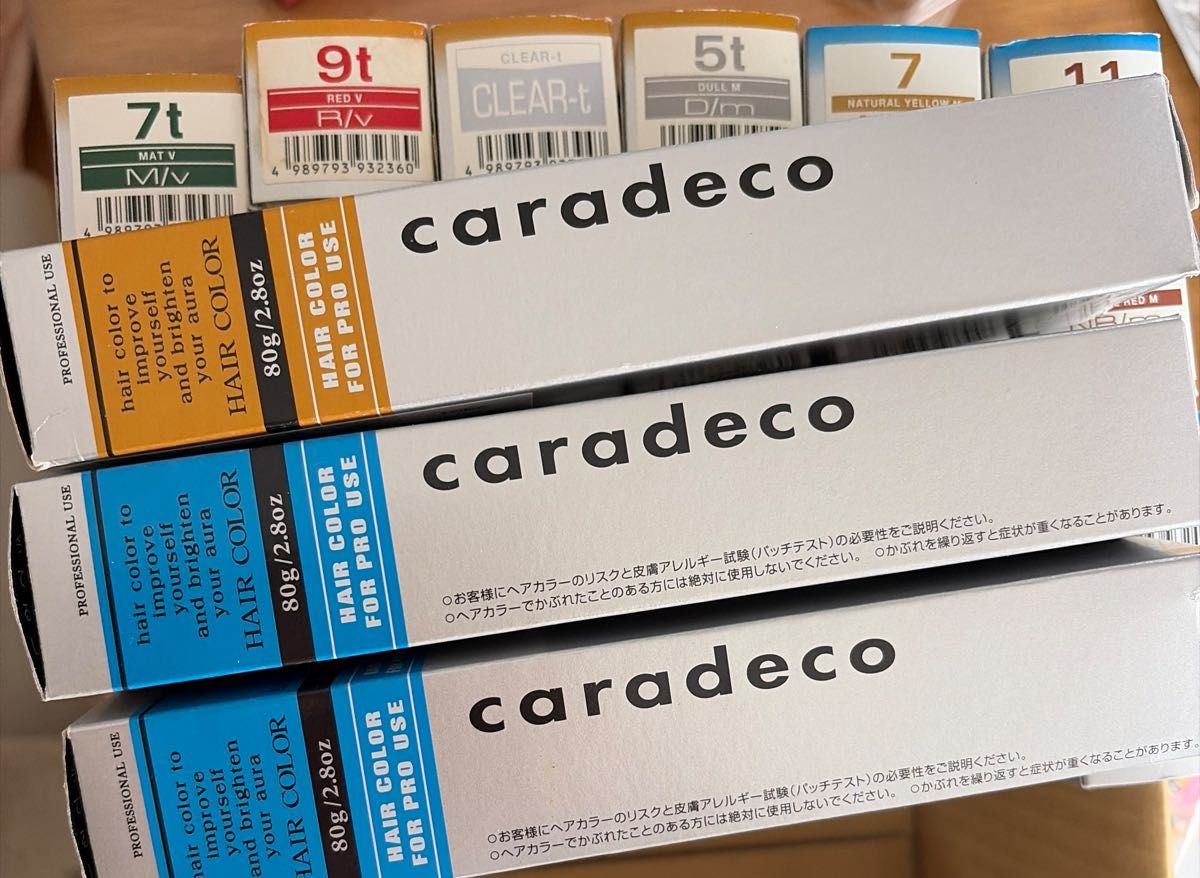 7t
MAT V
M/v
9t
RED V
R/v
4 989793 932360
CLEAR-t
CLEAR-t
4 989793
5t
DULL M
D/m
7
NATURAL YELLOW
11
RED M
PROFESSIONAL USE
hair color to
improve
yourself
and brighten
your aura
HAIR COLOR
80g/2.8oz
HAIR COLOR
FOR PRO USE
caradeco
PROFESSIONAL USE
hair color to
improve
yourself
and brighten
your aura
HAIR COLOR
80g/2.8oz
HAIR COLOR
FOR PRO USE
caradeco
○お客様にヘアカラーのリスクと皮膚アレルギー試験(パッチテスト)の必要性をご説明ください。
○ヘアカラーでかぶれたことのある方には絶対に使用しないでください。 ○かぶれを繰り返すと症状が重くなることがあります。
PROFESSIONAL USE
hair color to
improve
yourself
and brighten
your aura
HAIR COLOR
80g/2.8oz
HAIR COLOR
FOR PRO USE
caradeco
○お客様にヘアカラーのリスクと皮膚アレルギー試験(パッチテスト)の必要性をご説明ください。
○ヘアカラーでかぶれたことのある方には絶対に使用しないでください。 ○かぶれを繰り返すと症状が重くなることがあります。